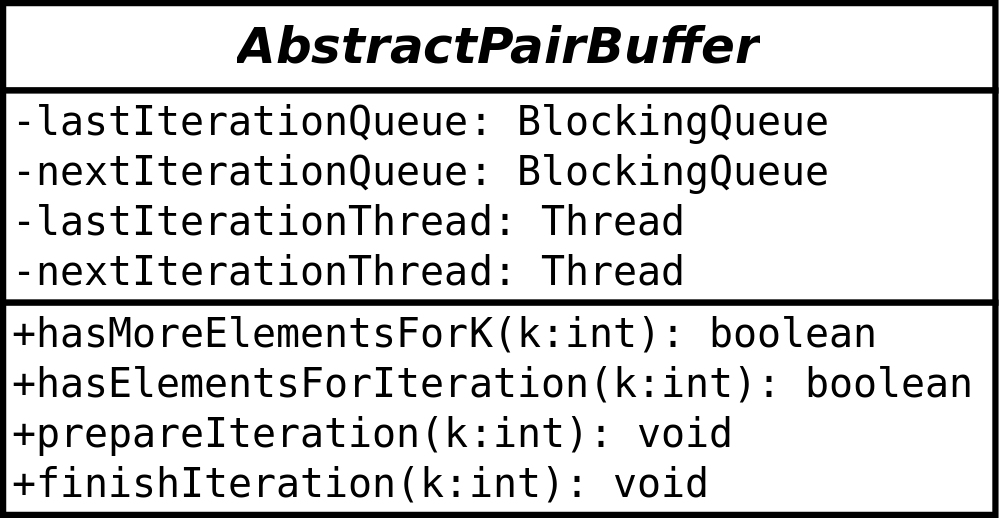 AbstractPairBuffer
-lastIterationQueue: BlockingQueue
-nextIterationQueue: BlockingQueue
-lastIterationThread: Thread
-nextIterationThread: Thread
+hasMoreElementsForK(k:int): boolean
+hasElementsForIteration(k:int): boolean
+prepareIteration(k:int): void
+finishIteration(k:int): void